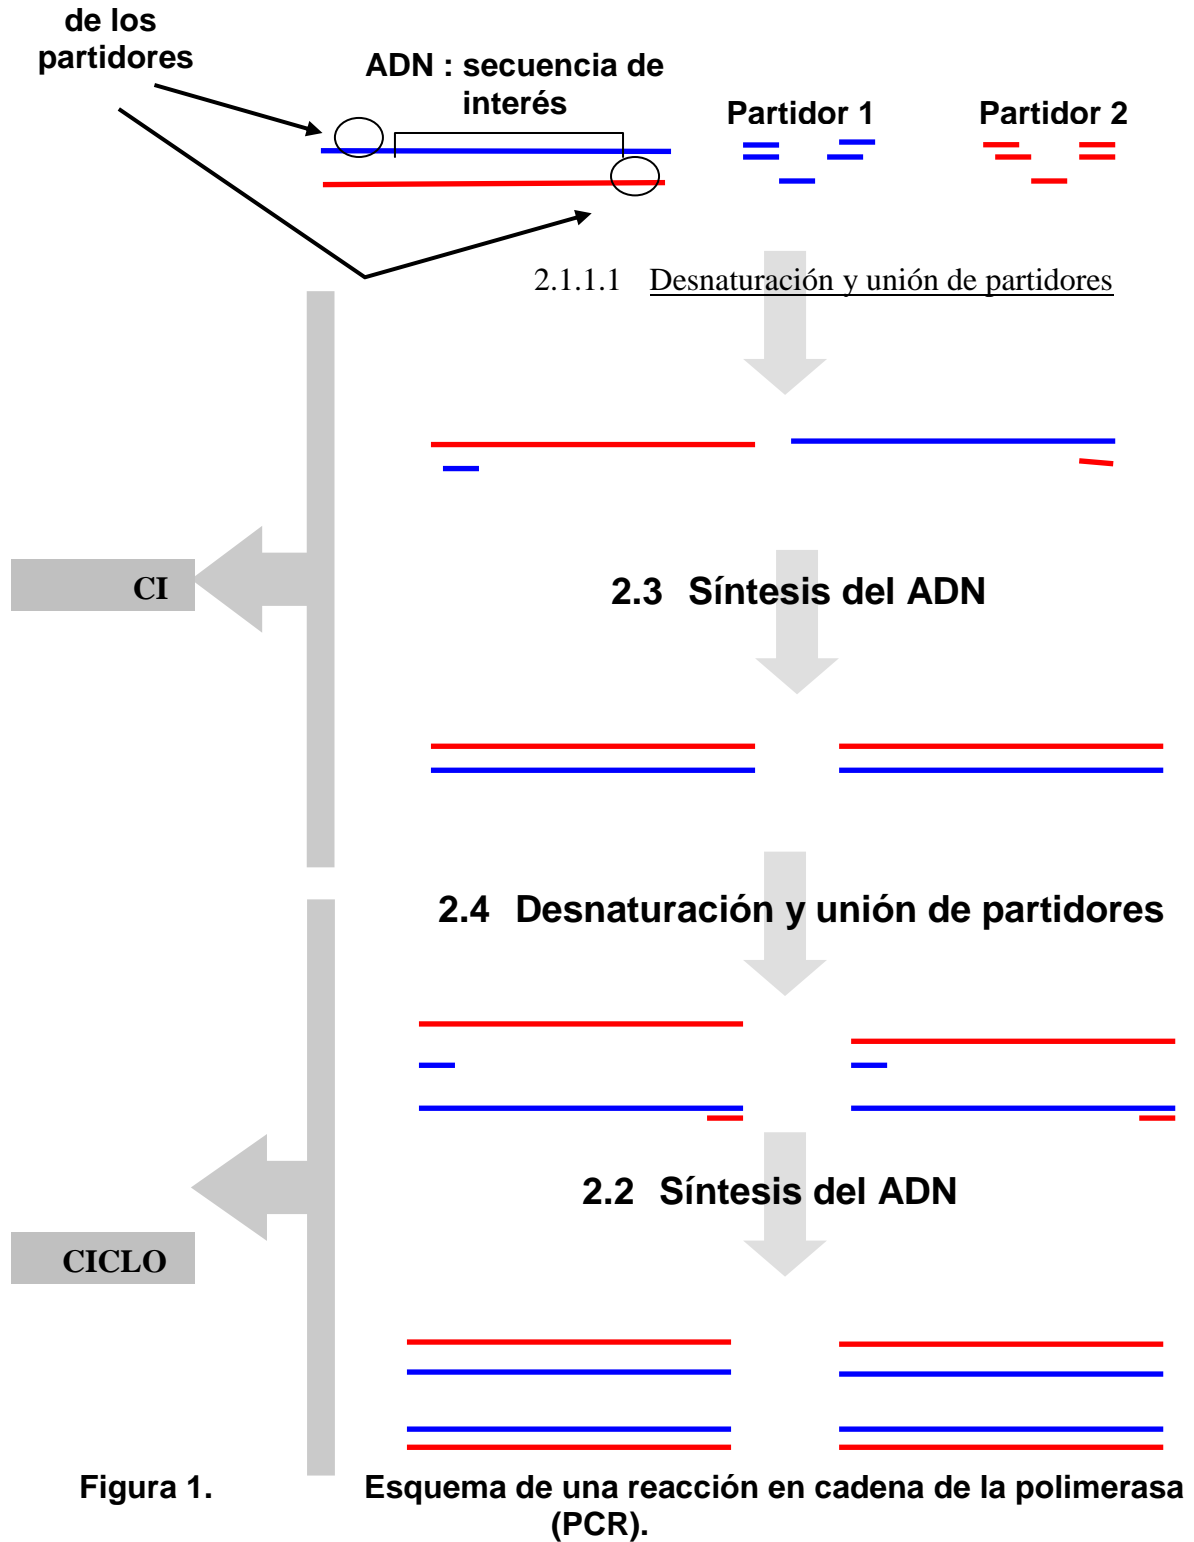 de los
partidores
ADN : secuencia de
interés
Partidor 1
Partidor 2
2.1.1.1 Desnaturación y unión de partidores
CI
2.3 Síntesis del ADN
2.4 Desnaturación y unión de partidores
2.2 Síntesis del ADN
CICLO
Figura 1. Esquema de una reacción en cadena de la polimerasa
(PCR).